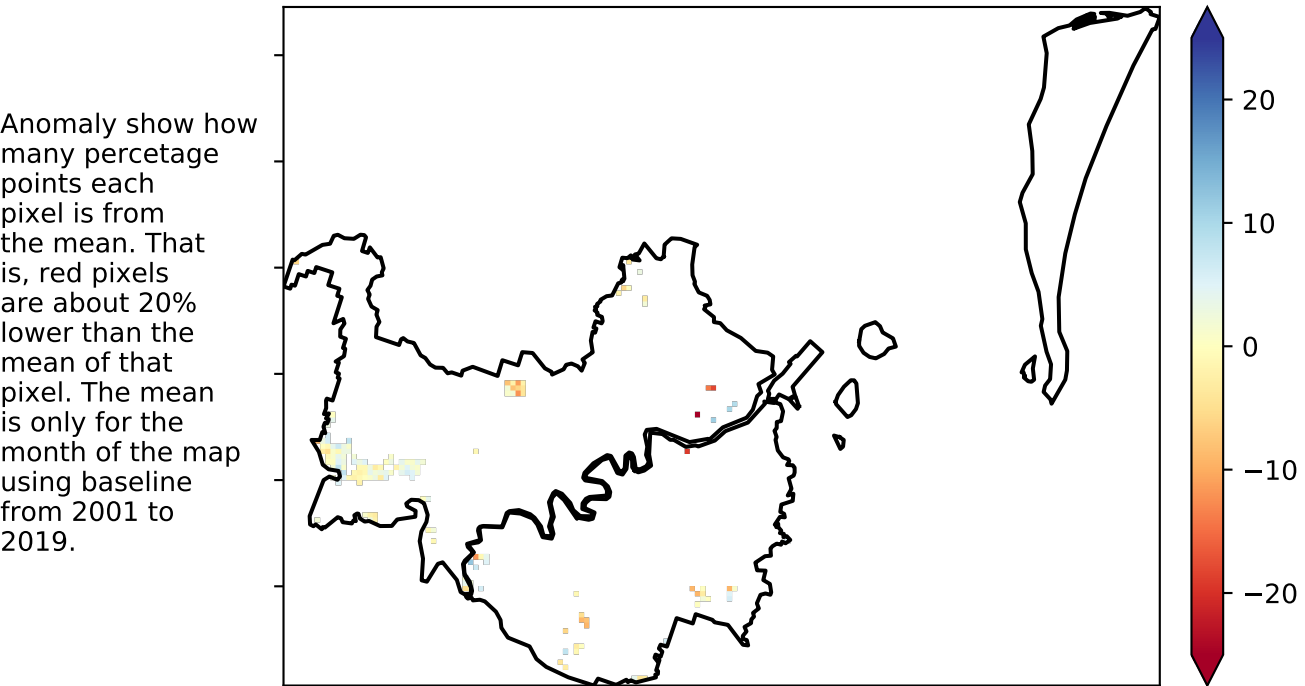 Anomaly show how
many percetage
points each
pixel is from
the mean. That
is, red pixels
are about 20%
lower than the
mean of that
pixel. The mean
is only for the
month of the map
using baseline
from 2001 to
2019.
20
10
0
−10
−20